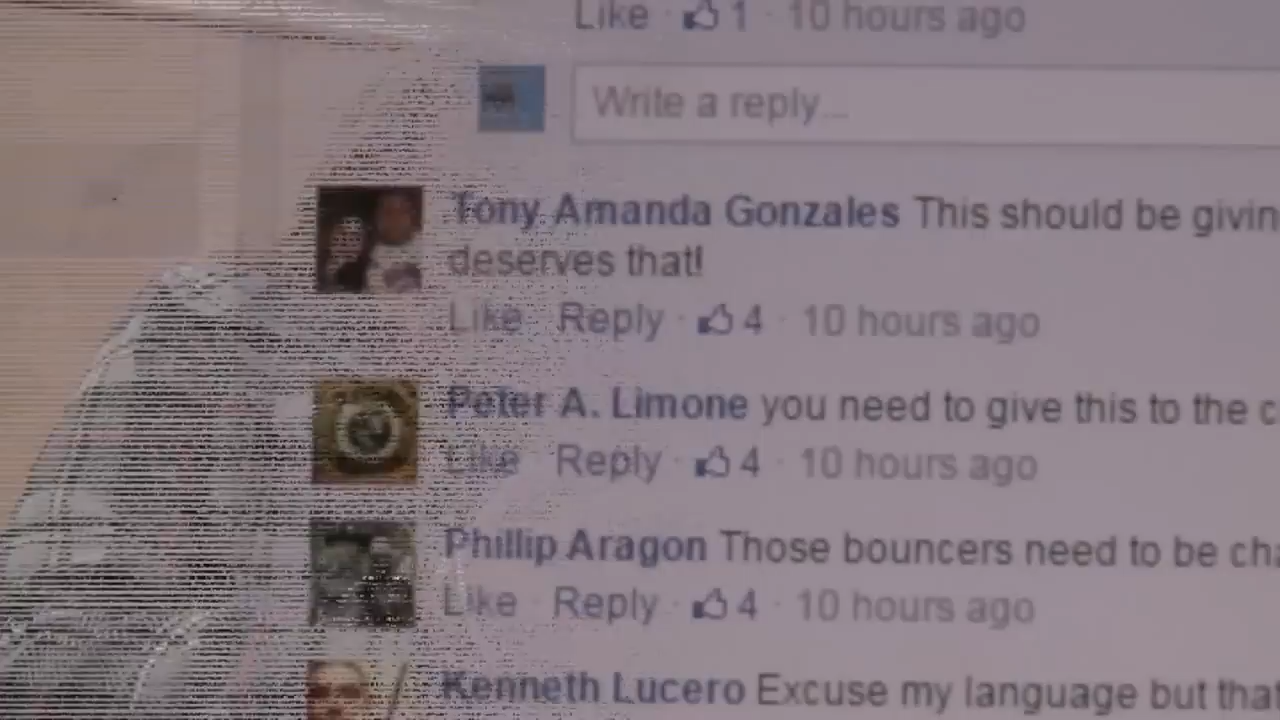 Like · 1 · 10 hours ago
Write a reply...
Tony Amanda Gonzales This should be givin
deserves that!
Like · Reply · 4 · 10 hours ago
Peter A. Limone you need to give this to the c
Like · Reply · 4 · 10 hours ago
Phillip Aragon Those bouncers need to be cha
Like · Reply · 4 · 10 hours ago
Kenneth Lucero Excuse my language but that